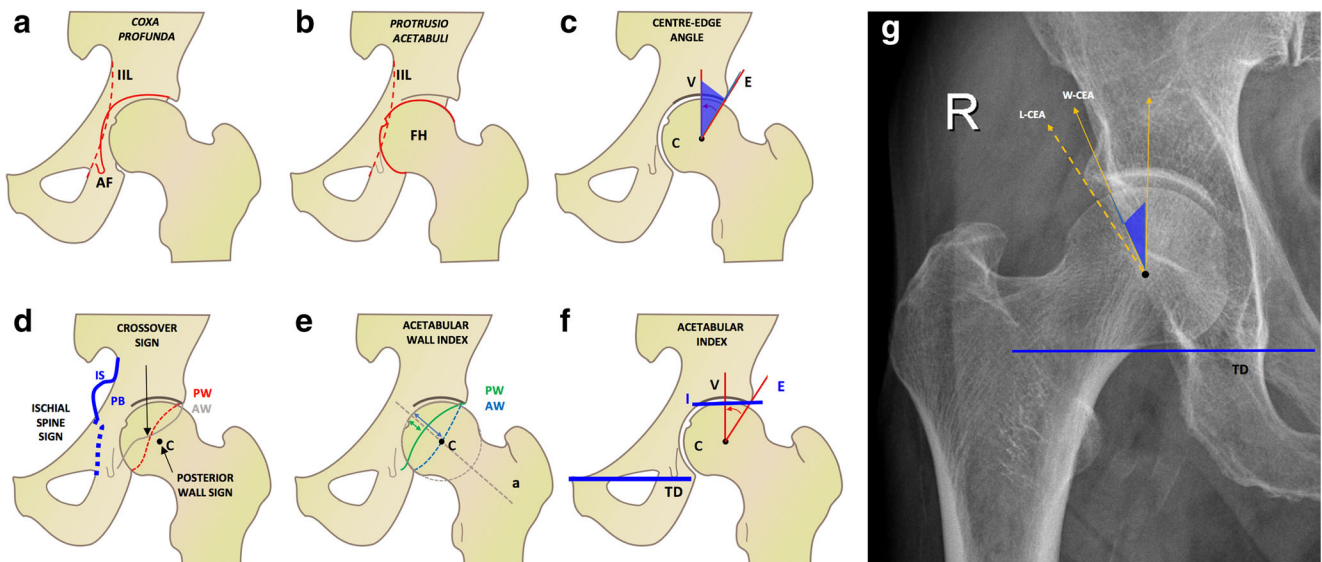 a
COXA
PROFUNDA
IIL
AF
b
PROTRUSIO
ACETABULI
IIL
FH
c
CENTRE-EDGE
ANGLE
V
E
C
d
CROSSOVER
SIGN
IS
PB
PW
AW
ISCHIAL
SPINE
SIGN
C
POSTERIOR
WALL SIGN
e
ACETABULAR
WALL INDEX
PW
AW
C
a
f
ACETABULAR
INDEX
V
E
I
C
TD
g
R
W-CEA
L-CEA
TD